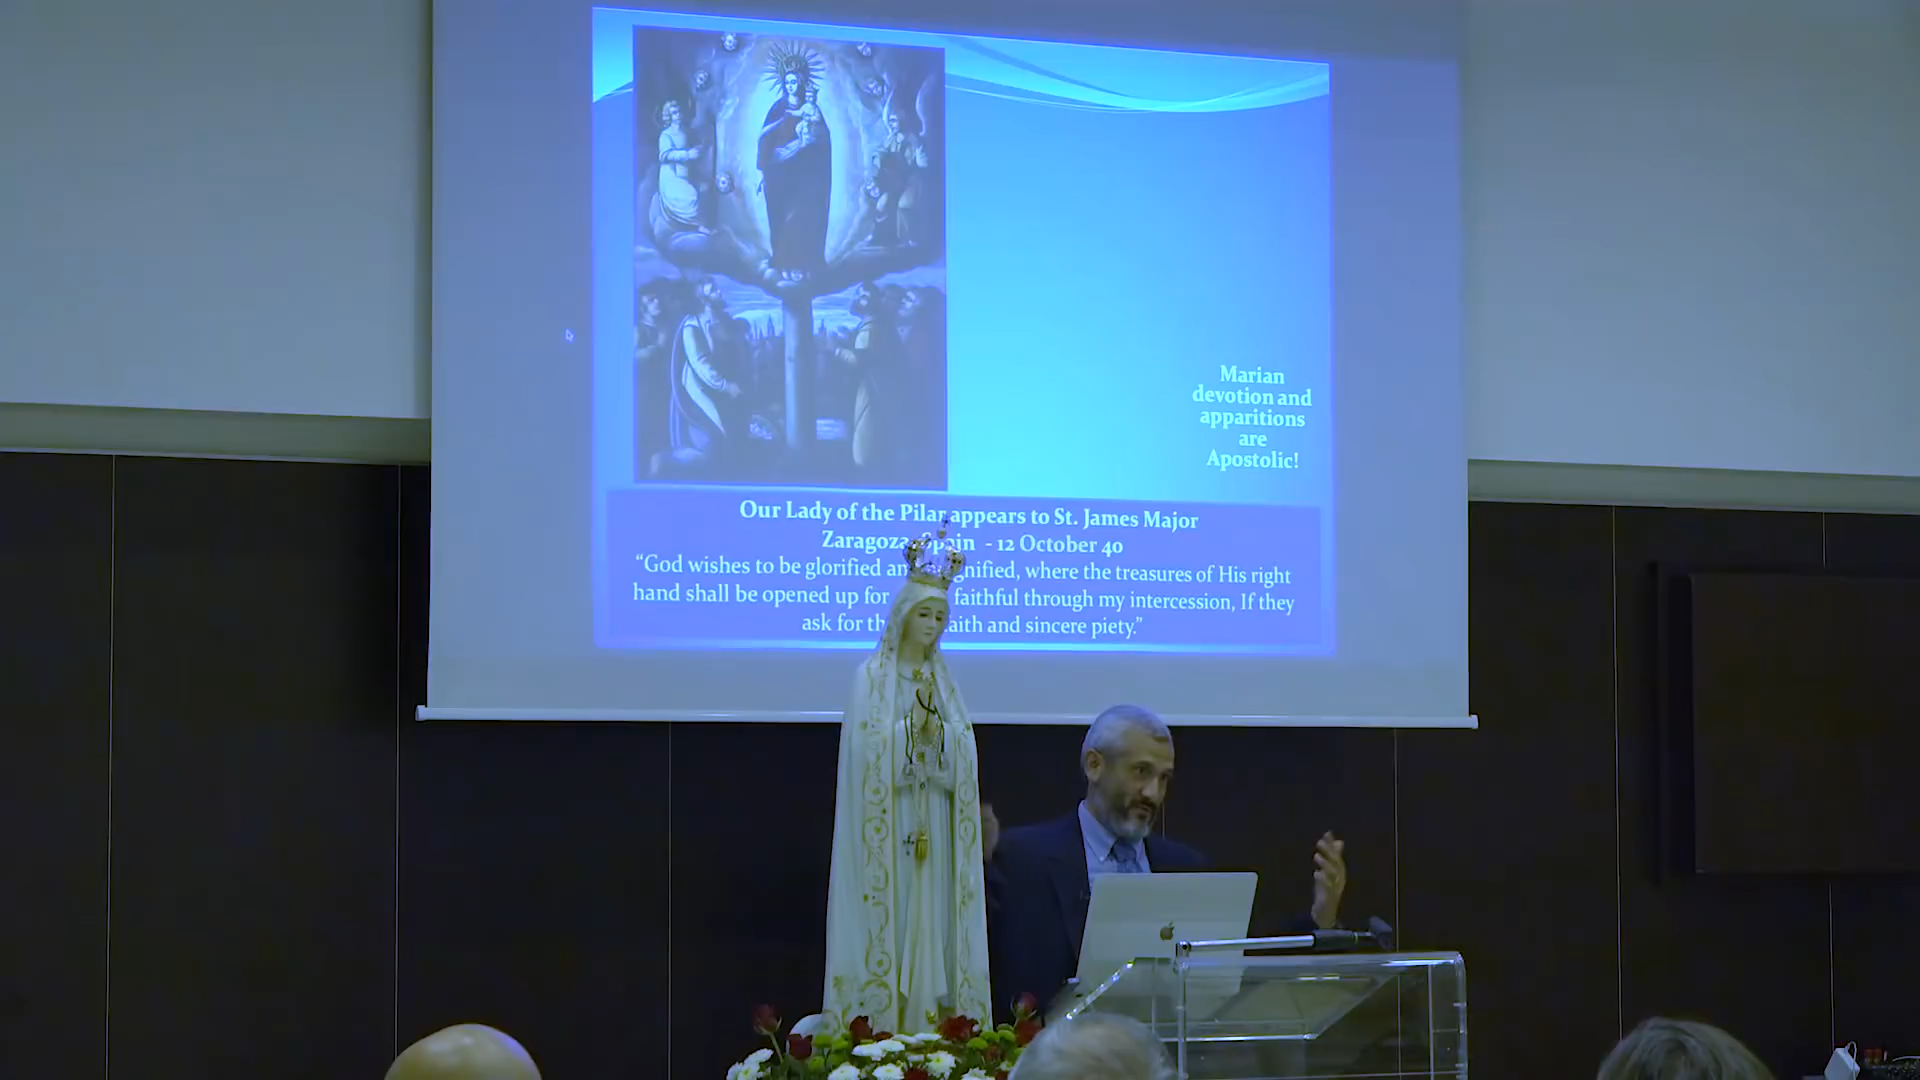 Marian
devotion and
apparitions
are
Apostolic!
Our Lady of the Pilar appears to St. James Major
Zaragoza, Spain - 12 October 40
“God wishes to be glorified an gnified, where the treasures of His right
hand shall be opened up for faithful through my intercession, If they
ask for th aith and sincere piety.”